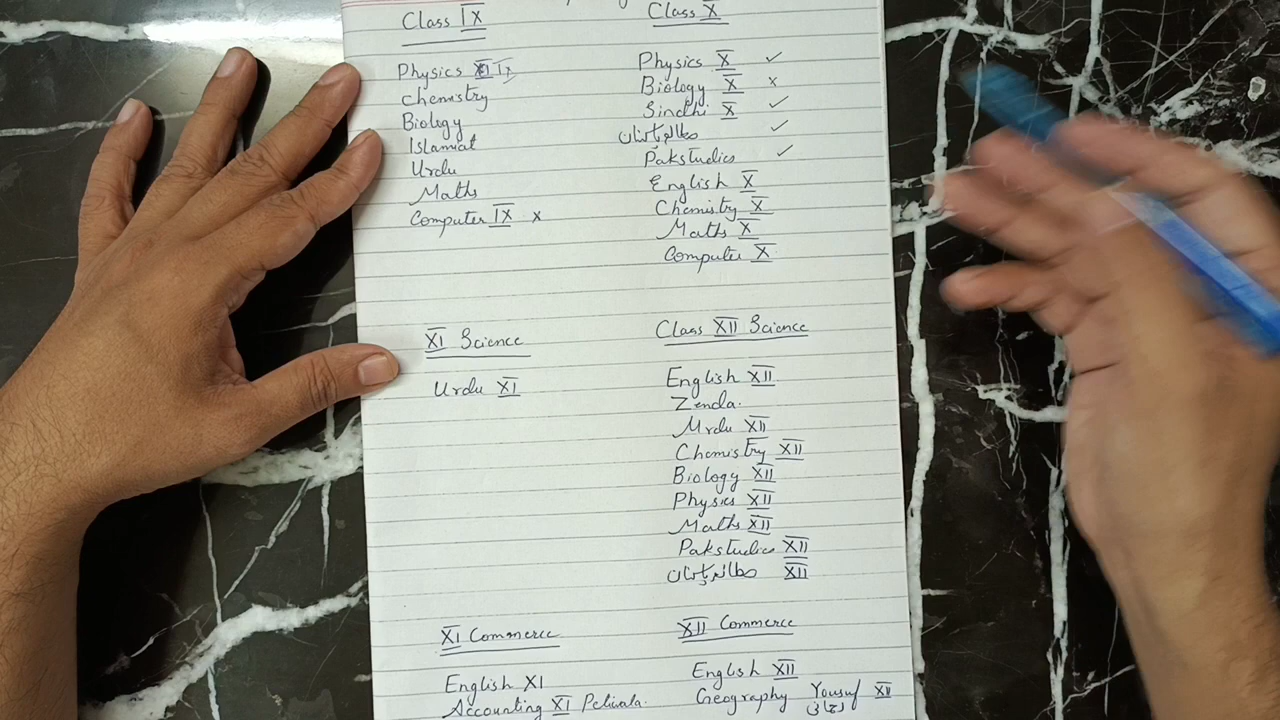 Class IX
Physics IX
Chemistry
Biology
Islamiat
Urdu
Maths
Computer IX x
Class X
Physics X ✓
Biology X x
Sindhi X ✓
مطالعہ پاکستان ✓
Pakstudies ✓
English X
Chemistry X
Maths X
Computer X
XI Science
Urdu XI
Class XII Science
English XII
Zenda.
Urdu XII
Chemistry XII
Biology XII
Physics XII
Maths XII
Pakstudies XII
مطالعہ پاکستان XII
XI Commerce
English XI
Accounting XI Peliwala.
XII Commerce
English XII
Geography Yousuf XII